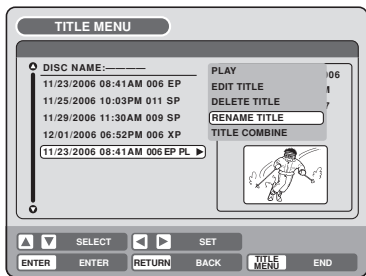 TITLE MENU
DISC NAME:————
11/23/2006 08:41AM 006 EP
11/25/2006 10:03PM 011 SP
11/29/2006 11:30AM 009 SP
12/01/2006 06:52PM 006 XP
11/23/2006 08:41AM 006 EP PL ▶
PLAY
EDIT TITLE
DELETE TITLE
RENAME TITLE
TITLE COMBINE
006
▲ ▼ SELECT ◀ ▶ SET
ENTER ENTER RETURN BACK TITLE MENU END